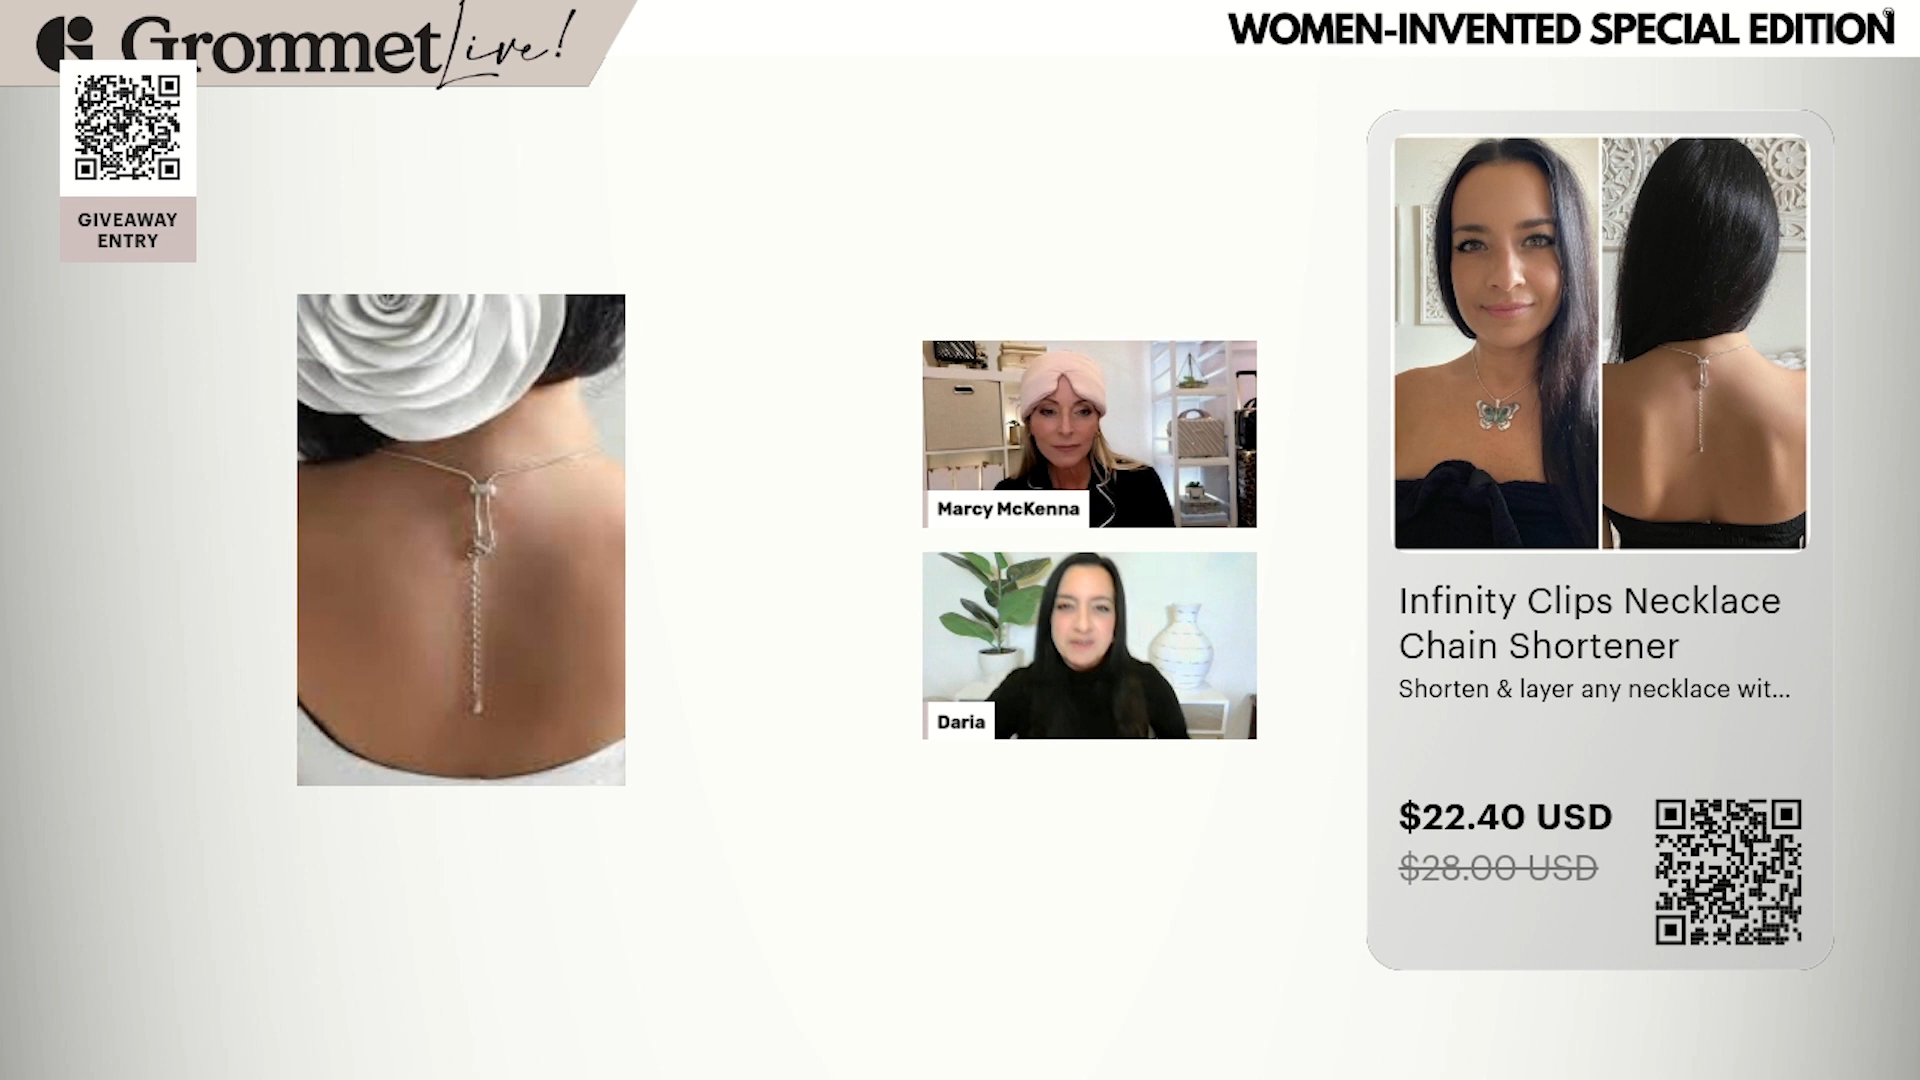 Grommet Live!
WOMEN-INVENTED SPECIAL EDITION
GIVEAWAY
ENTRY
Marcy McKenna
Daria
Infinity Clips Necklace
Chain Shortener
Shorten & layer any necklace wit...
$22.40 USD
$28.00 USD